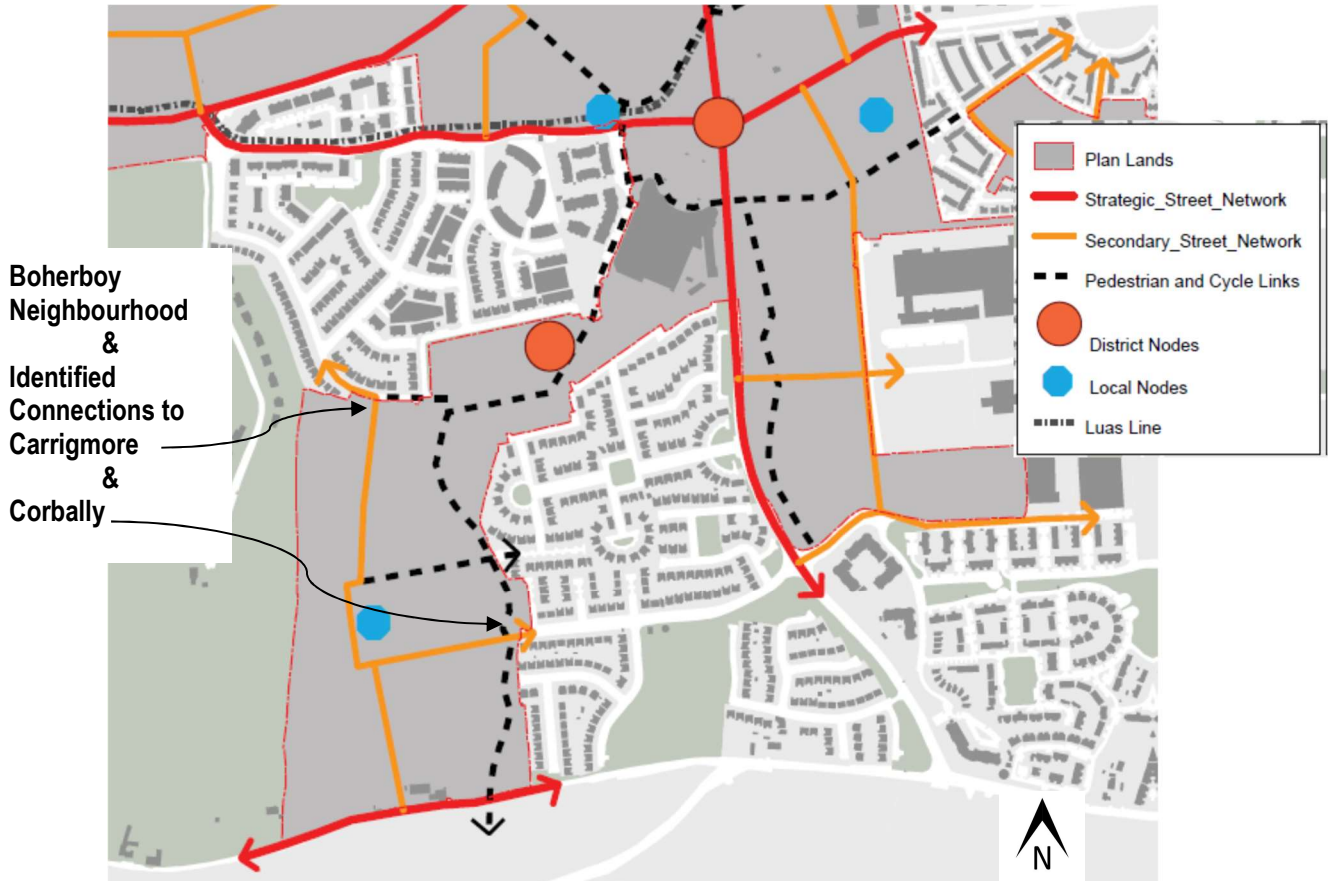 Boherboy
Neighbourhood
&
Identified
Connections to
Carrigmore
&
Corbally
Plan Lands
Strategic_Street_Network
Secondary_Street_Network
Pedestrian and Cycle Links
District Nodes
Local Nodes
Luas Line
N